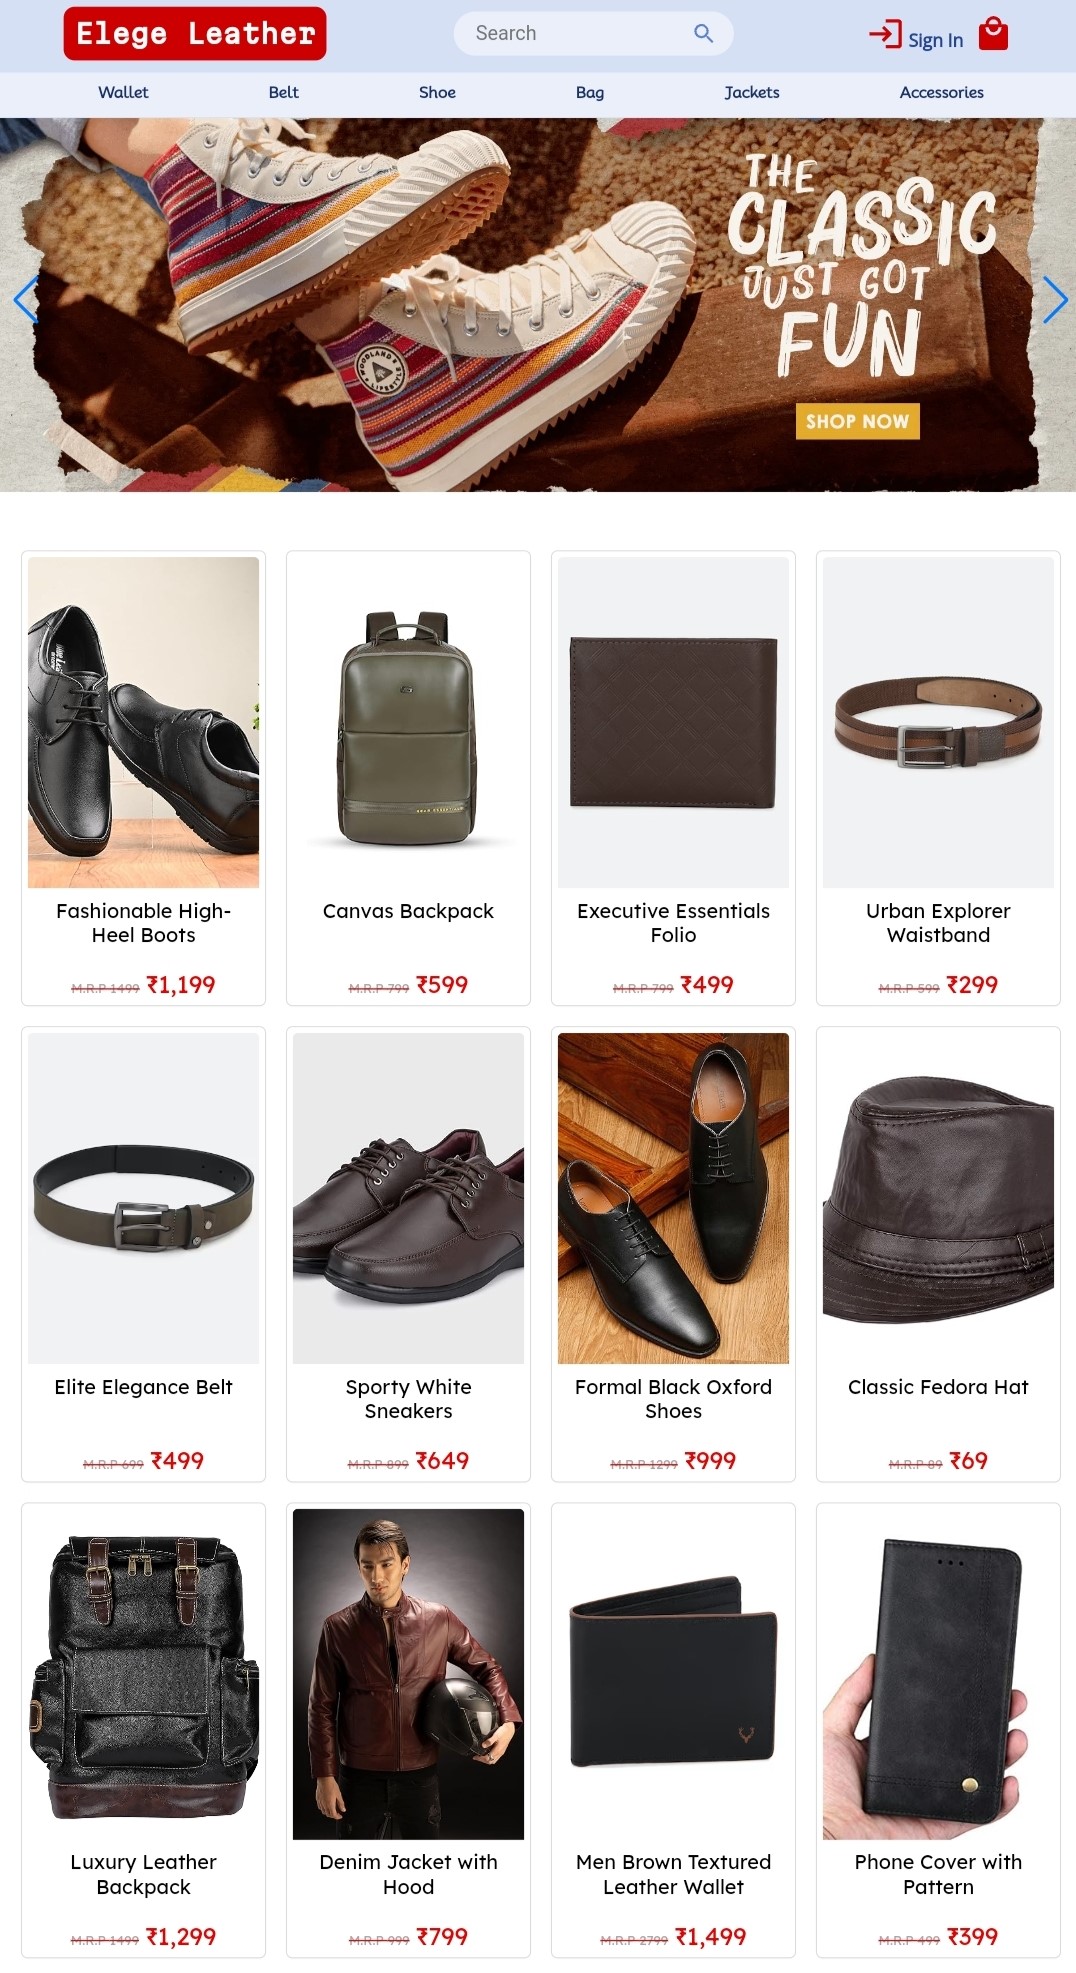 Elege Leather
Search
Sign In
Wallet Belt Shoe Bag Jackets Accessories
THE
CLASSIC
JUST GOT
FUN
SHOP NOW
WOODLAND'S
LIFESTYLE
Fashionable High-
Heel Boots
M.R.P 1499 ₹1,199
Canvas Backpack
M.R.P 799 ₹599
Executive Essentials
Folio
M.R.P 799 ₹499
Urban Explorer
Waistband
M.R.P 599 ₹299
Elite Elegance Belt
M.R.P 699 ₹499
Sporty White
Sneakers
M.R.P 899 ₹649
Formal Black Oxford
Shoes
M.R.P 1299 ₹999
Classic Fedora Hat
M.R.P 89 ₹69
Luxury Leather
Backpack
M.R.P 1499 ₹1,299
Denim Jacket with
Hood
M.R.P 999 ₹799
Men Brown Textured
Leather Wallet
M.R.P 2799 ₹1,499
Phone Cover with
Pattern
M.R.P 499 ₹399